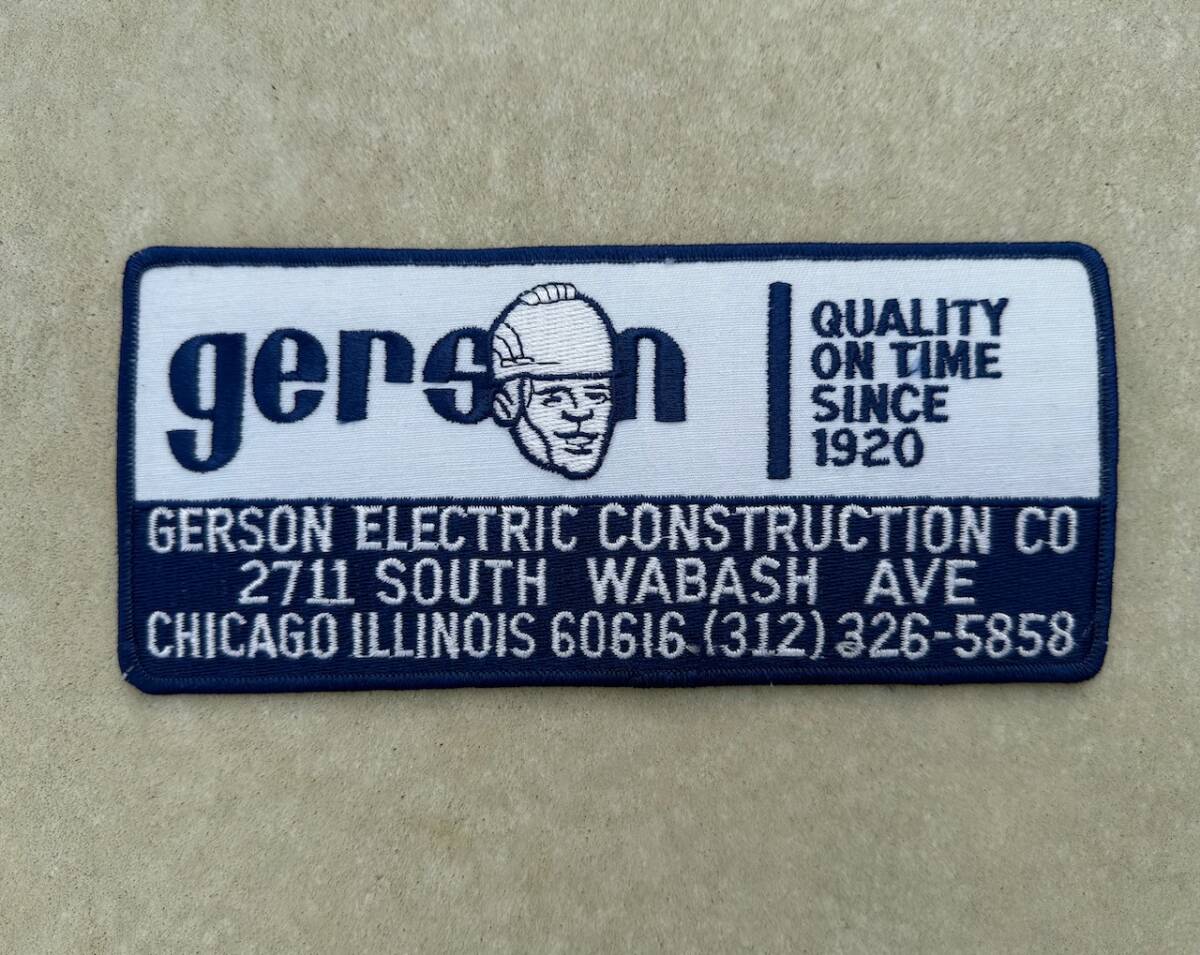 gerson
QUALITY
ON TIME
SINCE
1920
GERSON ELECTRIC CONSTRUCTION CO
2711 SOUTH WABASH AVE
CHICAGO ILLINOIS 60616 (312) 326-5858